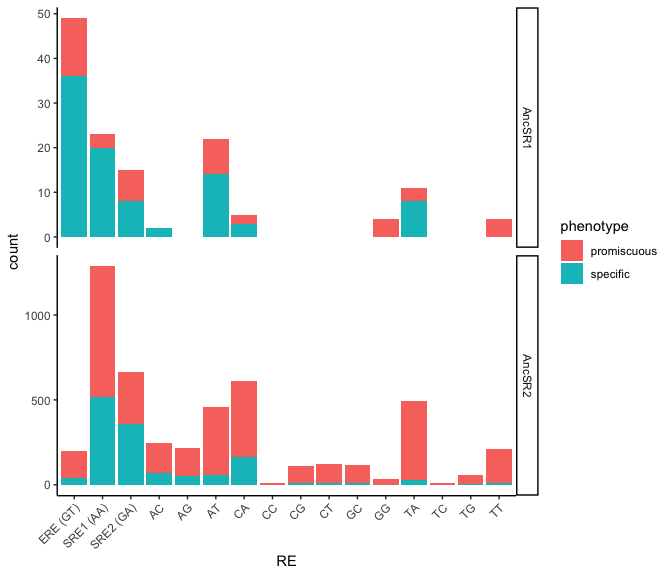 count
50
40
30
20
10
0
AncSR1
1000
500
0
AncSR2
ERE (GT)
SRE1 (AA)
SRE2 (GA)
AC
AG
AT
CA
CC
CG
CT
GC
GG
TA
TC
TG
TT
RE
phenotype
promiscuous
specific